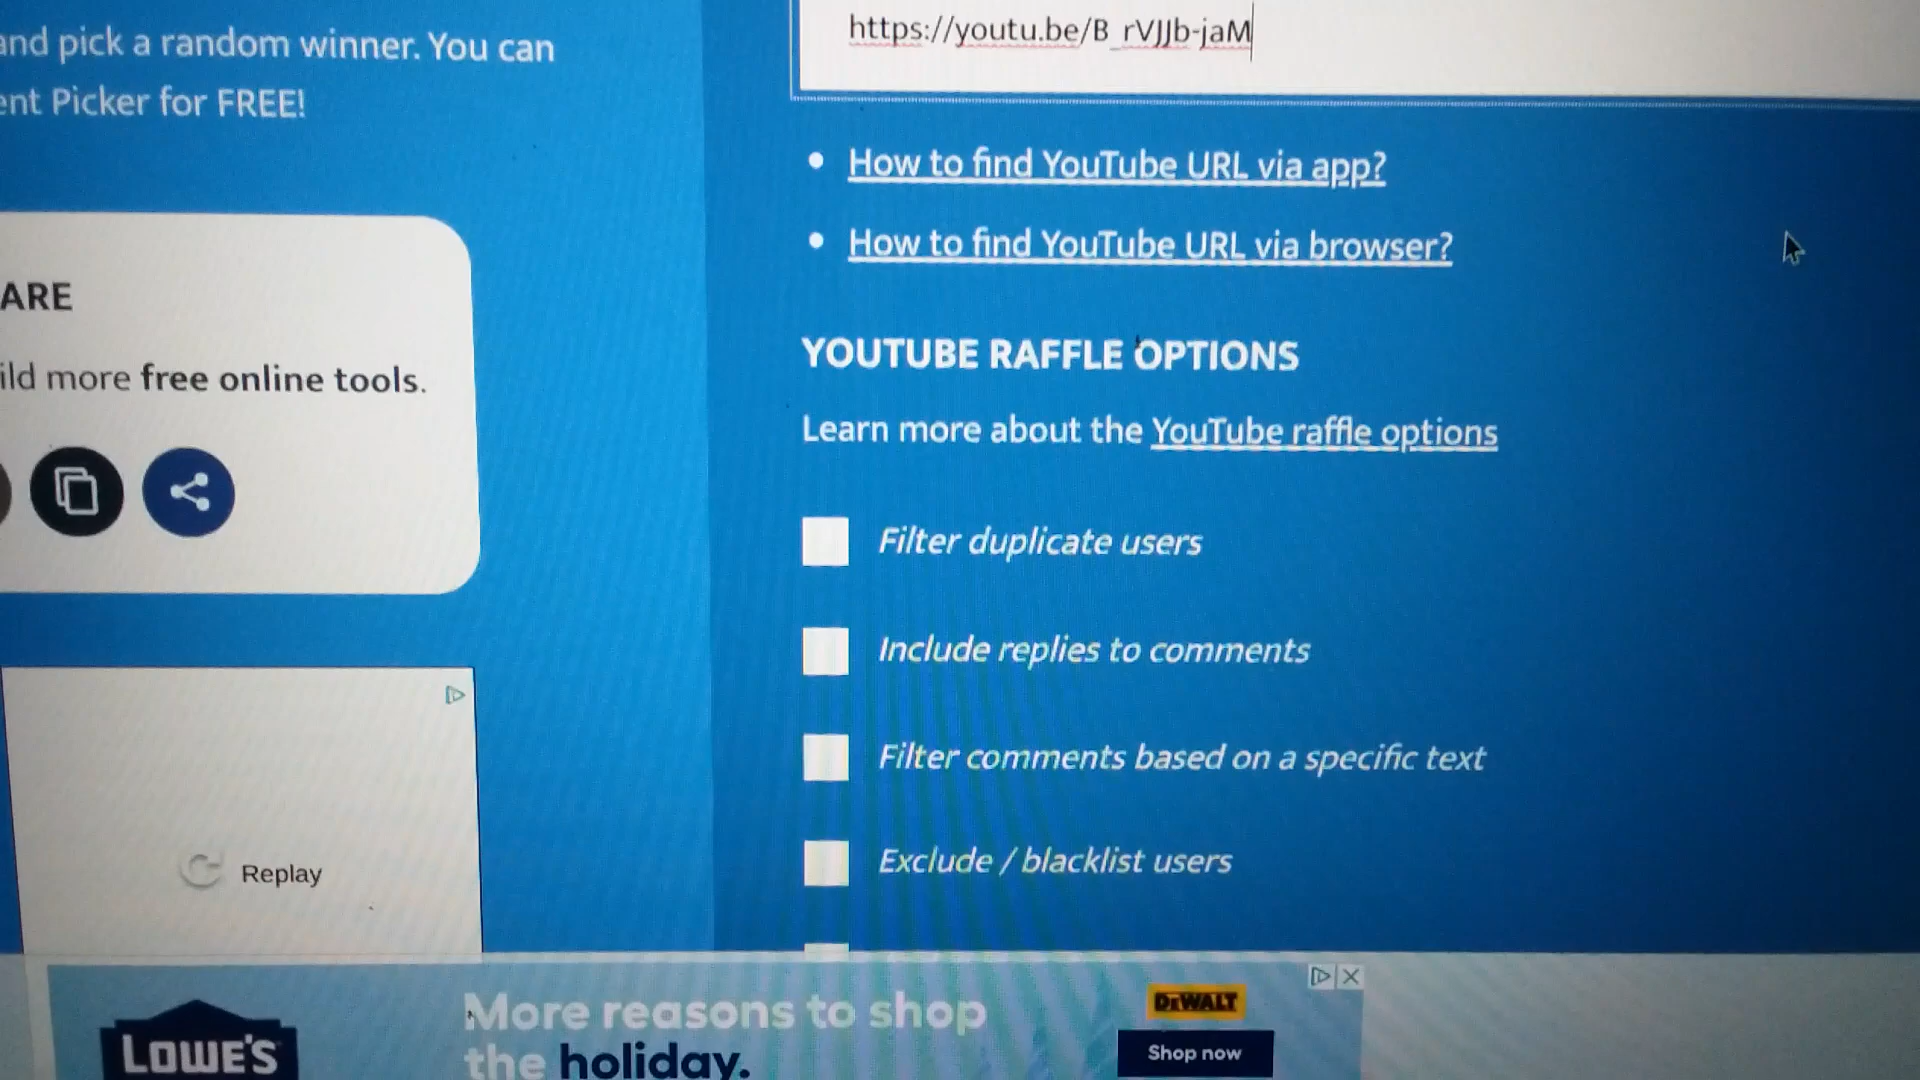 and pick a random winner. You can
ent Picker for FREE!
ARE
ild more free online tools.
Replay
https://youtu.be/B_rVJJb-jaM
How to find YouTube URL via app?
How to find YouTube URL via browser?
YOUTUBE RAFFLE OPTIONS
Learn more about the YouTube raffle options
Filter duplicate users
Include replies to comments
Filter comments based on a specific text
Exclude / blacklist users
LOWE'S
More reasons to shop
the holiday.
DEWALT
Shop now